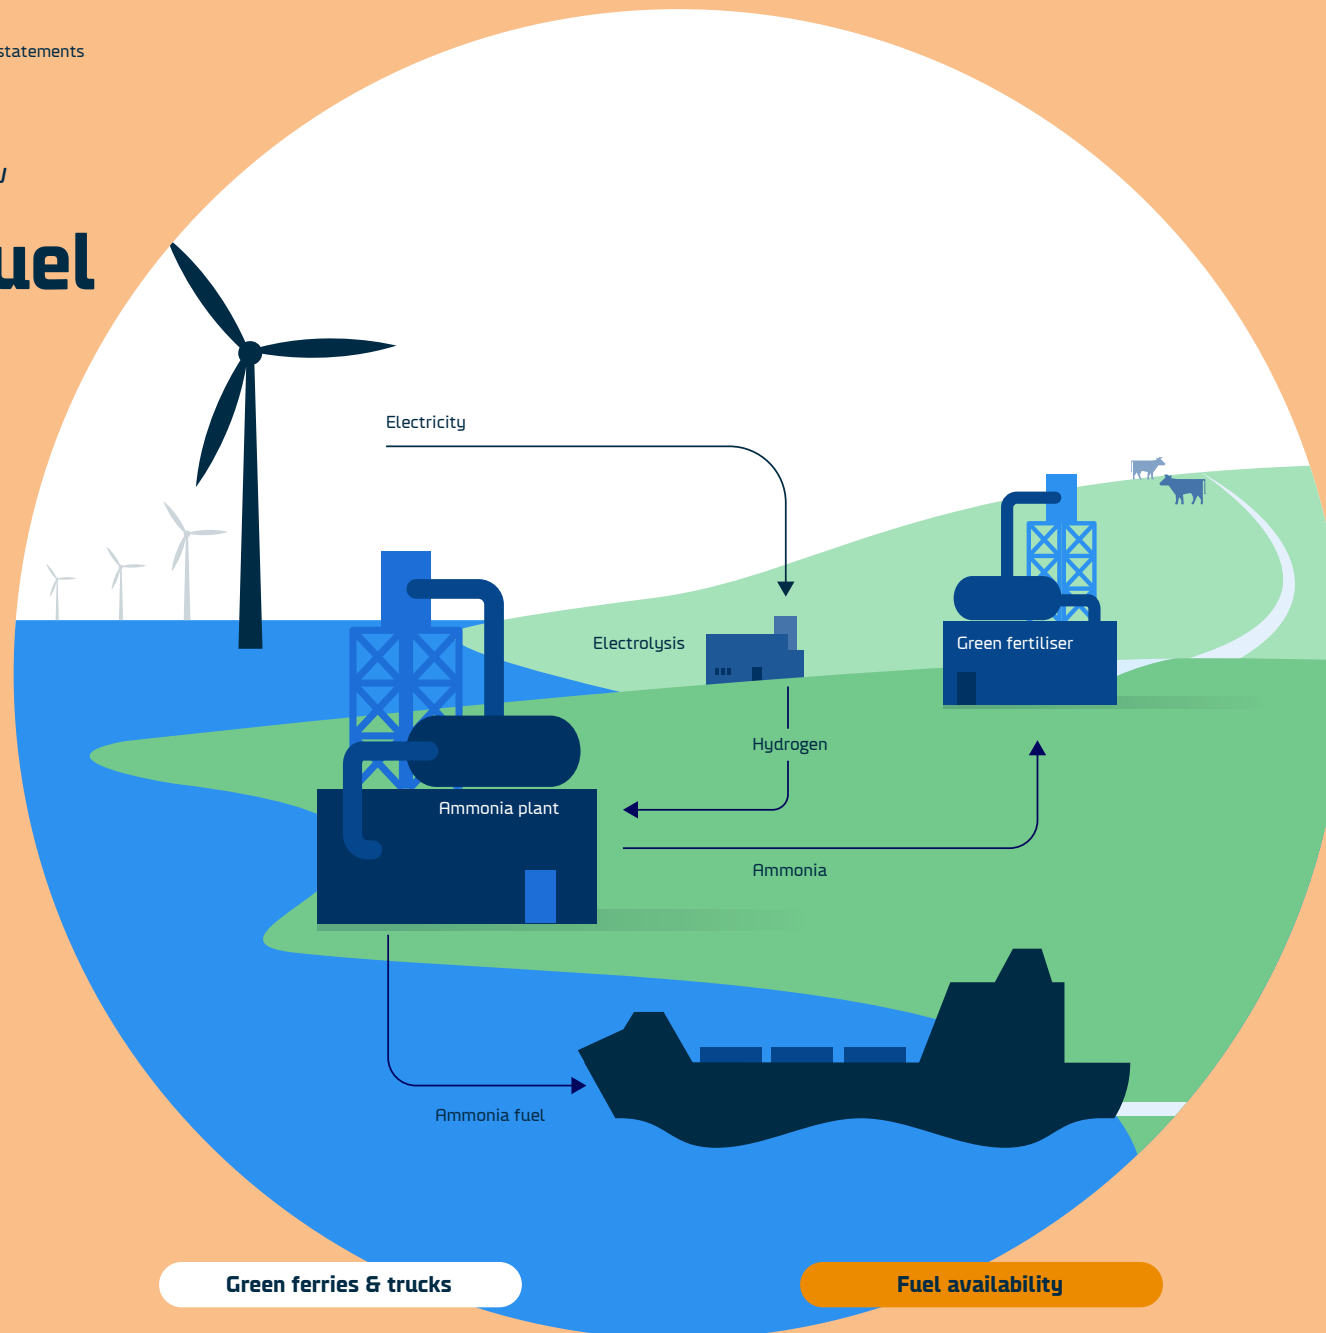 statements
uel
Electricity
Electrolysis
Green fertiliser
Hydrogen
Ammonia plant
Ammonia
Ammonia fuel
Green ferries & trucks
Fuel availability